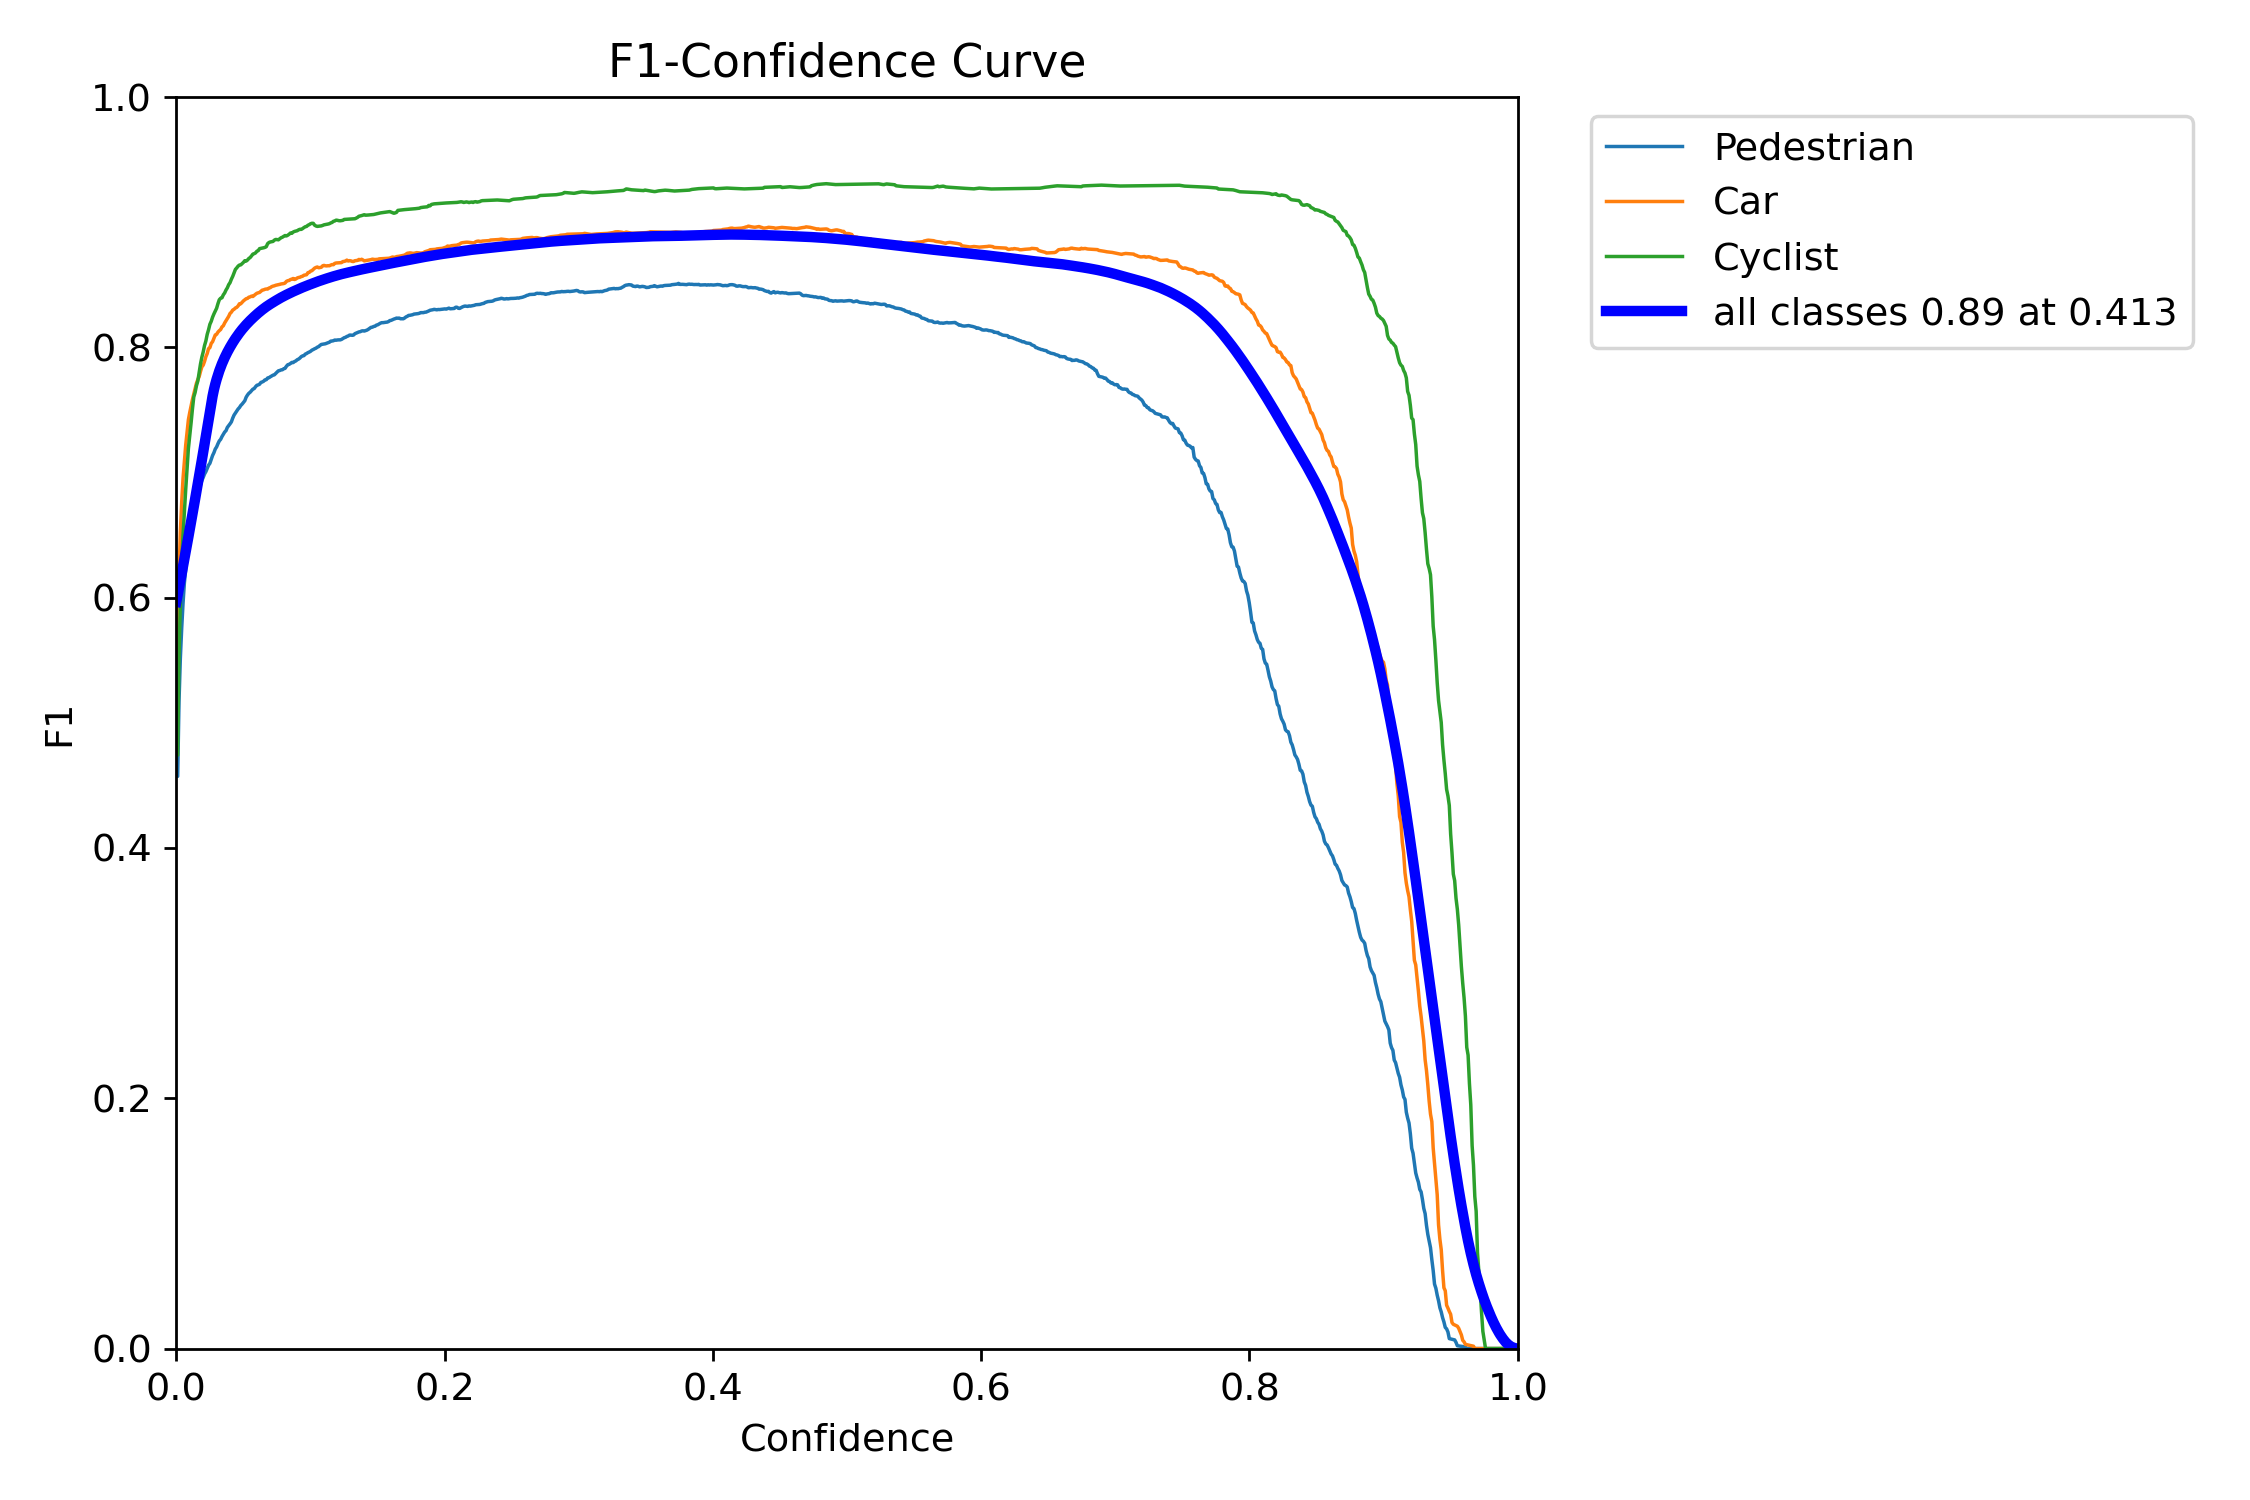 F1-Confidence Curve
1.0
0.8
0.6
0.4
0.2
0.0
F1
0.0 0.2 0.4 0.6 0.8 1.0
Confidence
Pedestrian
Car
Cyclist
all classes 0.89 at 0.413